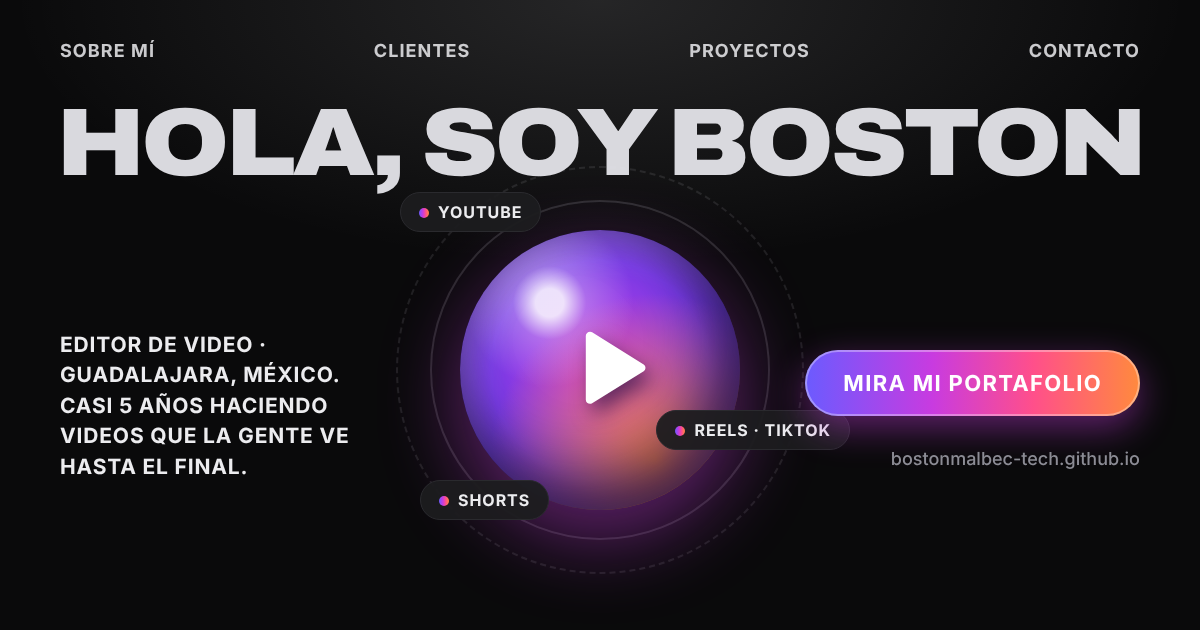 SOBRE MÍ
CLIENTES
PROYECTOS
CONTACTO
HOLA, SOY BOSTON
YOUTUBE
EDITOR DE VIDEO ·
GUADALAJARA, MÉXICO.
CASI 5 AÑOS HACIENDO
VIDEOS QUE LA GENTE VE
HASTA EL FINAL.
MIRA MI PORTAFOLIO
REELS · TIKTOK
bostonmalbec-tech.github.io
SHORTS